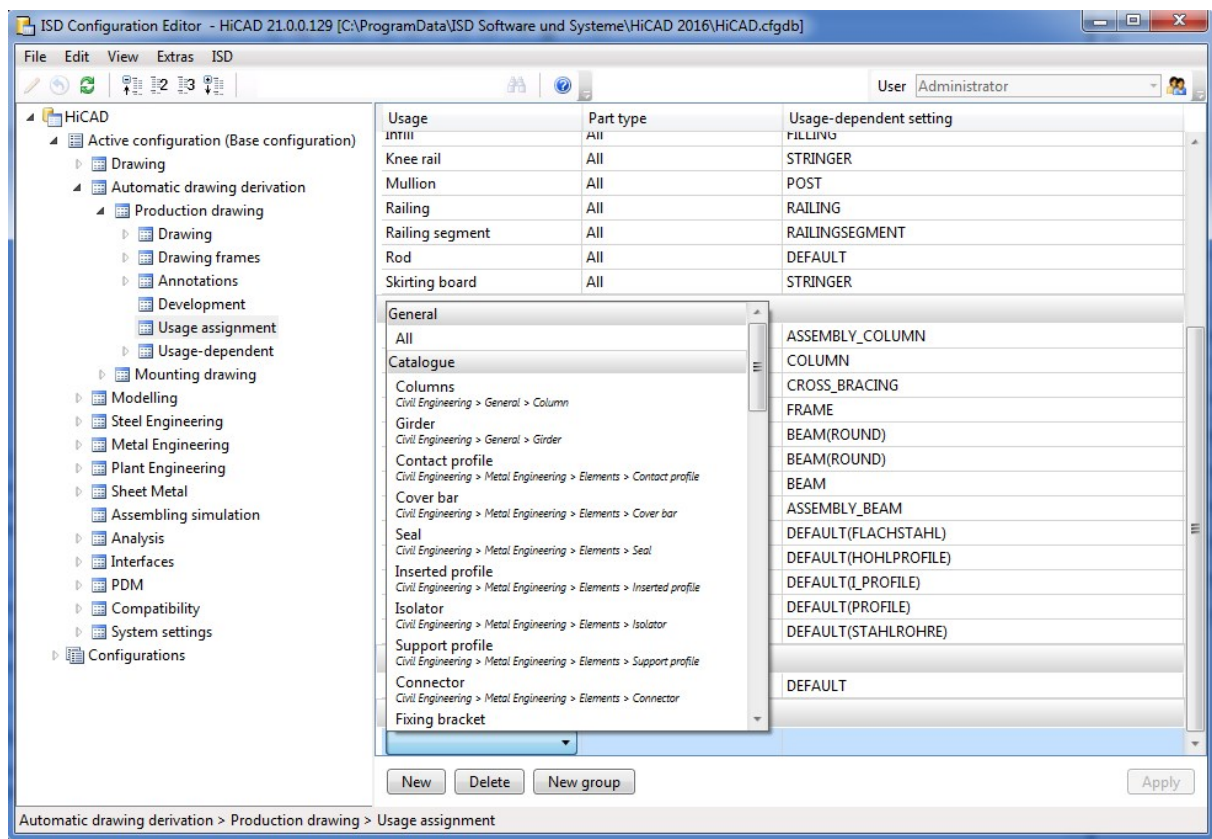 ISD Configuration Editor - HiCAD 21.0.0.129 [C:\ProgramData\ISD Software und Systeme\HiCAD 2016\HiCAD.cfgdb]
File Edit View Extras ISD
User Administrator
HiCAD
Active configuration (Base configuration)
Drawing
Automatic drawing derivation
Production drawing
Drawing
Drawing frames
Annotations
Development
Usage assignment
Usage-dependent
Mounting drawing
Modelling
Steel Engineering
Metal Engineering
Plant Engineering
Sheet Metal
Assembling simulation
Analysis
Interfaces
PDM
Compatibility
System settings
Configurations
Usage Part type Usage-dependent setting
Infill All FILLING
Knee rail All STRINGER
Mullion All POST
Railing All RAILING
Railing segment All RAILINGSEGMENT
Rod All DEFAULT
Skirting board All STRINGER
General
All
Catalogue
Columns
Civil Engineering > General > Column
Girder
Civil Engineering > General > Girder
Contact profile
Civil Engineering > Metal Engineering > Elements > Contact profile
Cover bar
Civil Engineering > Metal Engineering > Elements > Cover bar
Seal
Civil Engineering > Metal Engineering > Elements > Seal
Inserted profile
Civil Engineering > Metal Engineering > Elements > Inserted profile
Isolator
Civil Engineering > Metal Engineering > Elements > Isolator
Support profile
Civil Engineering > Metal Engineering > Elements > Support profile
Connector
Civil Engineering > Metal Engineering > Elements > Connector
Fixing bracket
ASSEMBLY_COLUMN
COLUMN
CROSS_BRACING
FRAME
BEAM(ROUND)
BEAM(ROUND)
BEAM
ASSEMBLY_BEAM
DEFAULT(FLACHSTAHL)
DEFAULT(HOHLPROFILE)
DEFAULT(I_PROFILE)
DEFAULT(PROFILE)
DEFAULT(STAHLROHRE)
DEFAULT
New Delete New group Apply
Automatic drawing derivation > Production drawing > Usage assignment